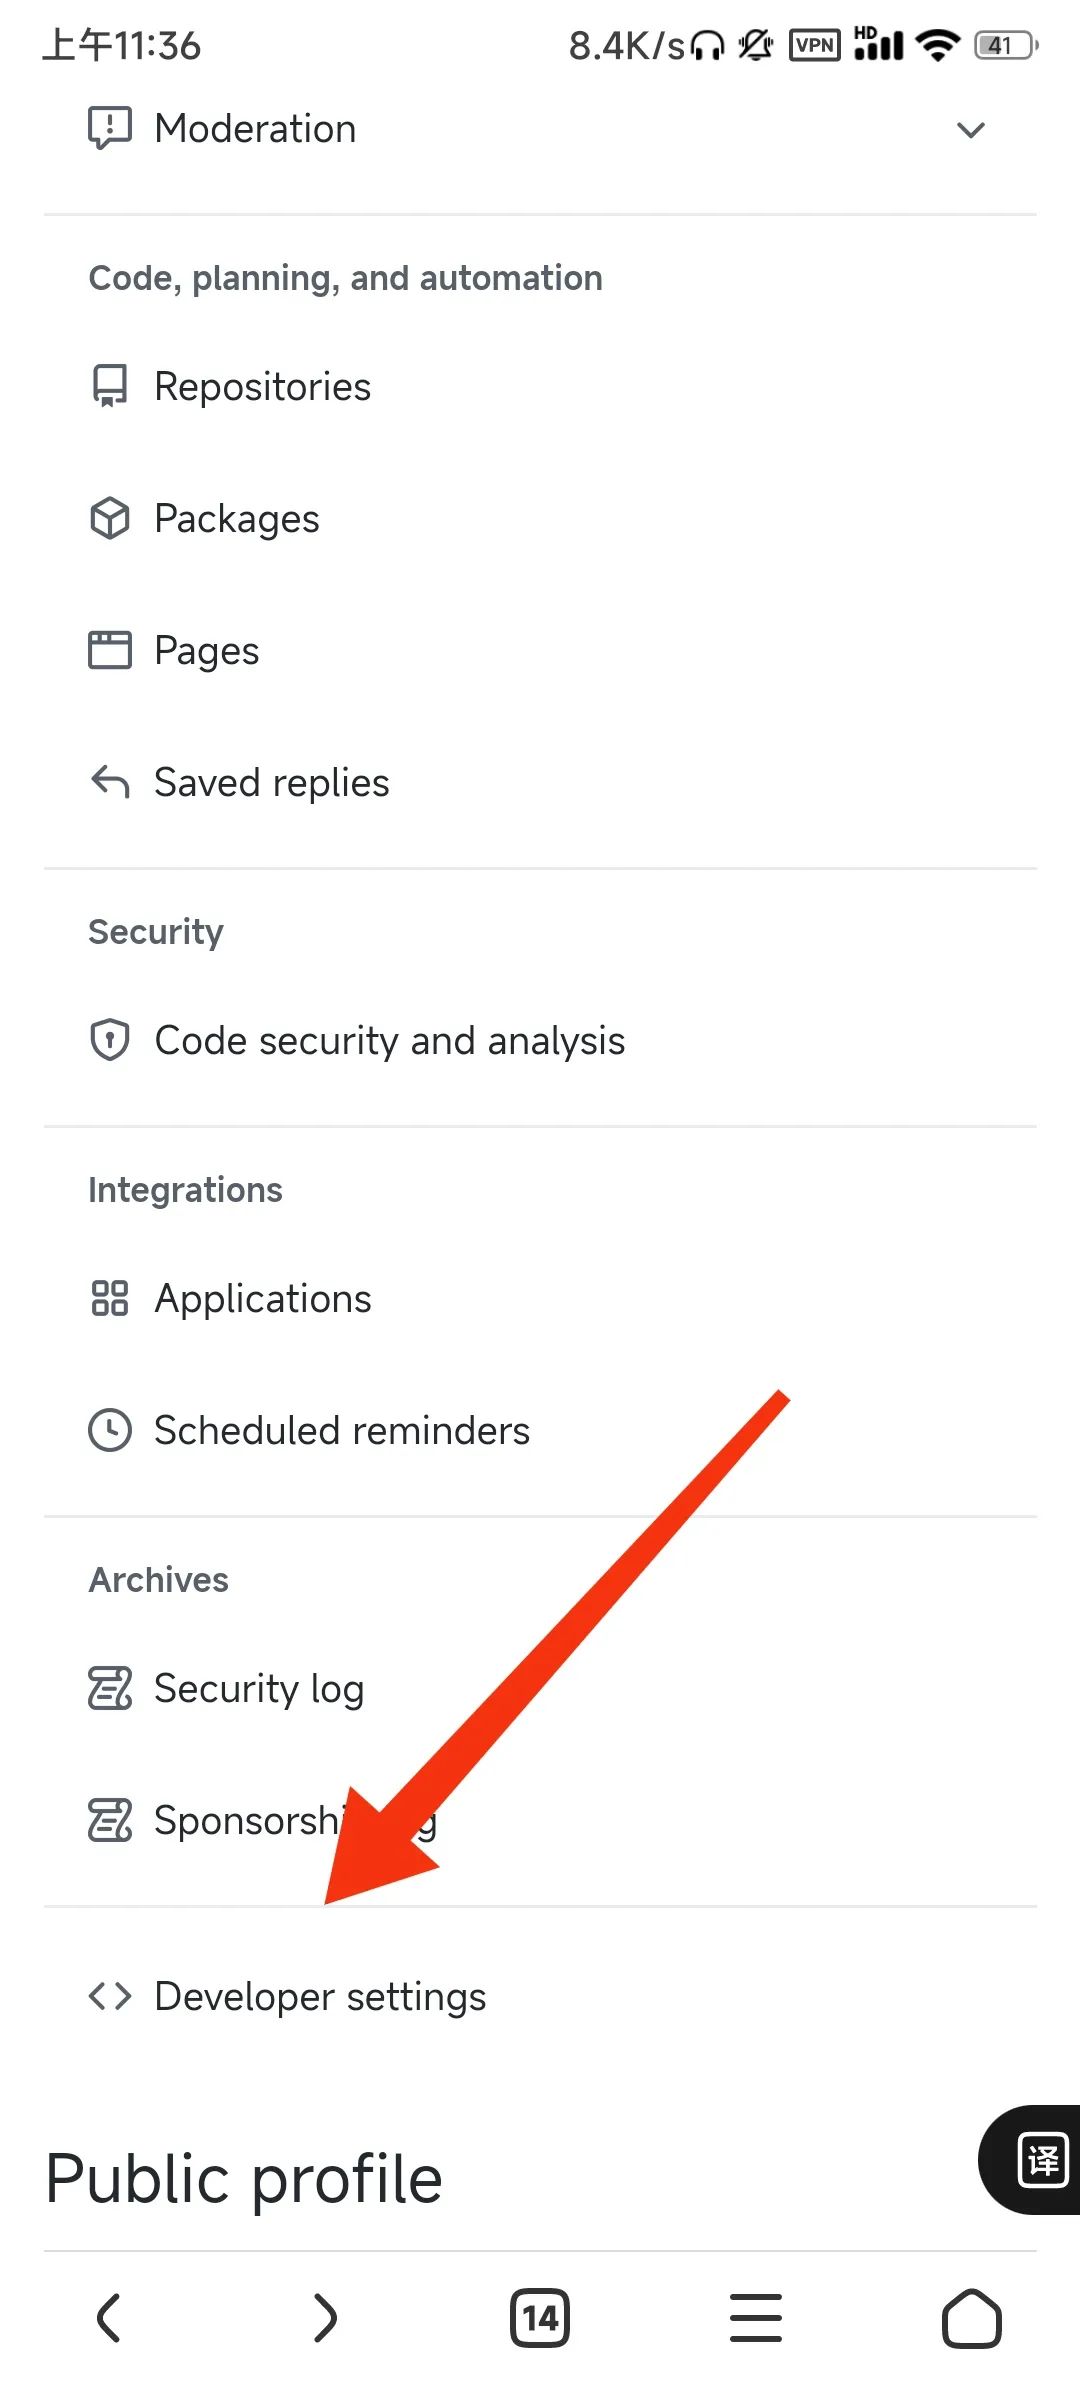 上午11:36 8.4K/s VPN HD 41
Moderation
Code, planning, and automation
Repositories
Packages
Pages
Saved replies
Security
Code security and analysis
Integrations
Applications
Scheduled reminders
Archives
Security log
Developer settings
译
Public profile
14